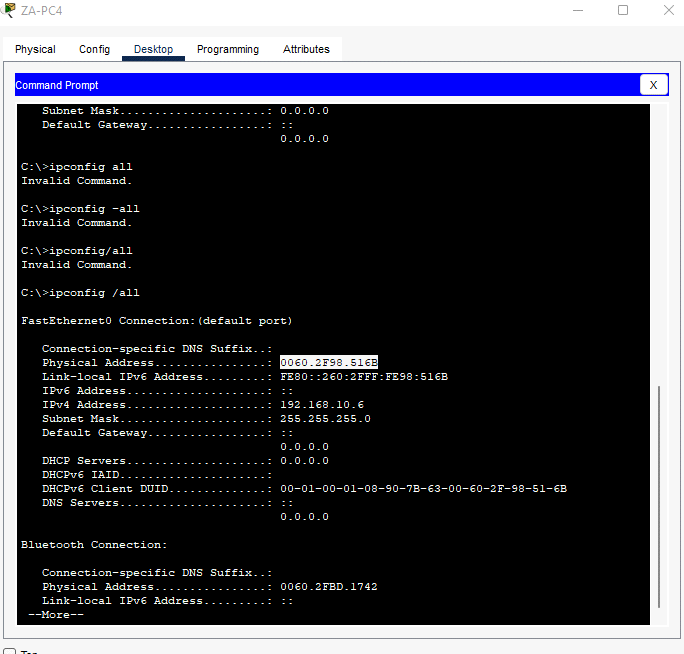 ZA-PC4
Physical Config Desktop Programming Attributes
Command Prompt X
Subnet Mask.....................: 0.0.0.0
Default Gateway.................: ::
0.0.0.0
C:\>ipconfig all
Invalid Command.
C:\>ipconfig -all
Invalid Command.
C:\>ipconfig/all
Invalid Command.
C:\>ipconfig /all
FastEthernet0 Connection:(default port)
Connection-specific DNS Suffix..:
Physical Address................: 0060.2F98.516B
Link-local IPv6 Address.........: FE80::260:2FFF:FE98:516B
IPv6 Address....................: ::
IPv4 Address....................: 192.168.10.6
Subnet Mask.....................: 255.255.255.0
Default Gateway.................: ::
0.0.0.0
DHCP Servers....................: 0.0.0.0
DHCPv6 IAID.....................:
DHCPv6 Client DUID..............: 00-01-00-01-08-90-7B-63-00-60-2F-98-51-6B
DNS Servers.....................: ::
0.0.0.0
Bluetooth Connection:
Connection-specific DNS Suffix..:
Physical Address................: 0060.2FBD.1742
Link-local IPv6 Address.........: ::
--More--